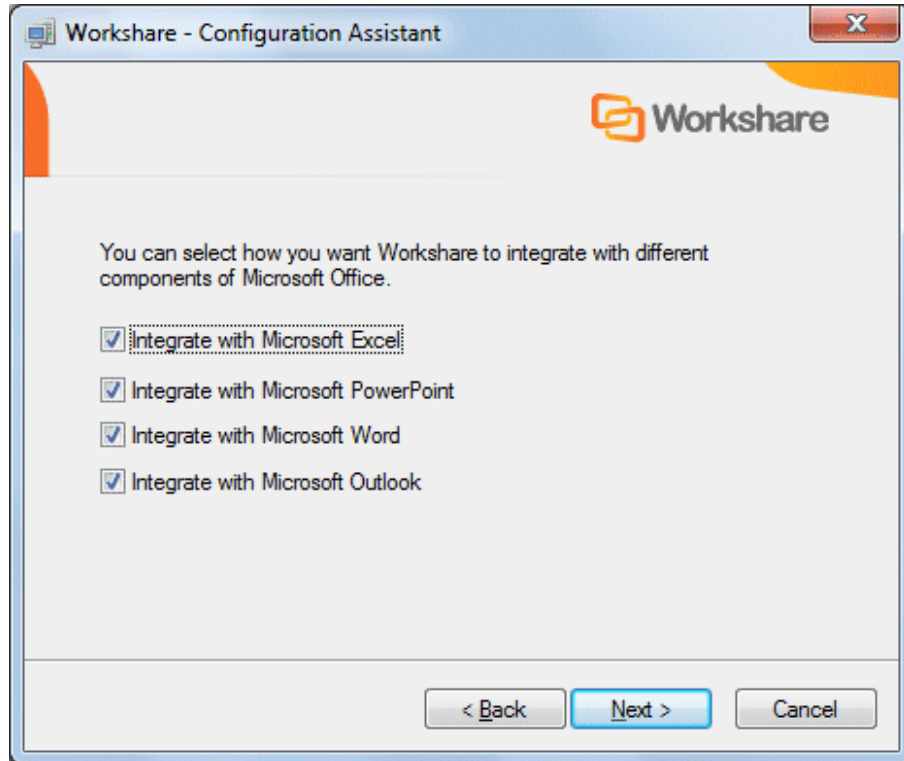 Workshare - Configuration Assistant
Workshare
You can select how you want Workshare to integrate with different
components of Microsoft Office.
Integrate with Microsoft Excel
Integrate with Microsoft PowerPoint
Integrate with Microsoft Word
Integrate with Microsoft Outlook
< Back Next > Cancel